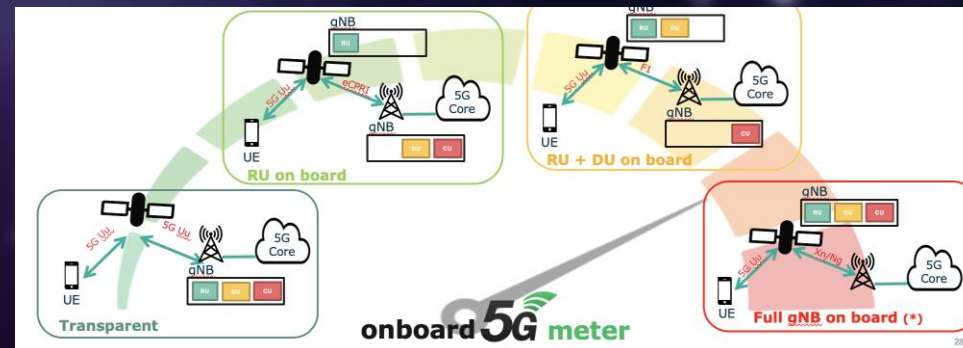 gNB
RU
5G Uu
eCPRI
5G
Core
gNB
DU
CU
UE
RU on board
gNB
RU
DU
5G Uu
F1
5G
Core
gNB
CU
UE
RU + DU on board
5G Uu
5G Uu
5G
Core
gNB
RU
DU
CU
UE
Transparent
gNB
RU
DU
CU
5G Uu
Xn/Ng
5G
Core
UE
Full gNB on board (*)
onboard 5G meter
28